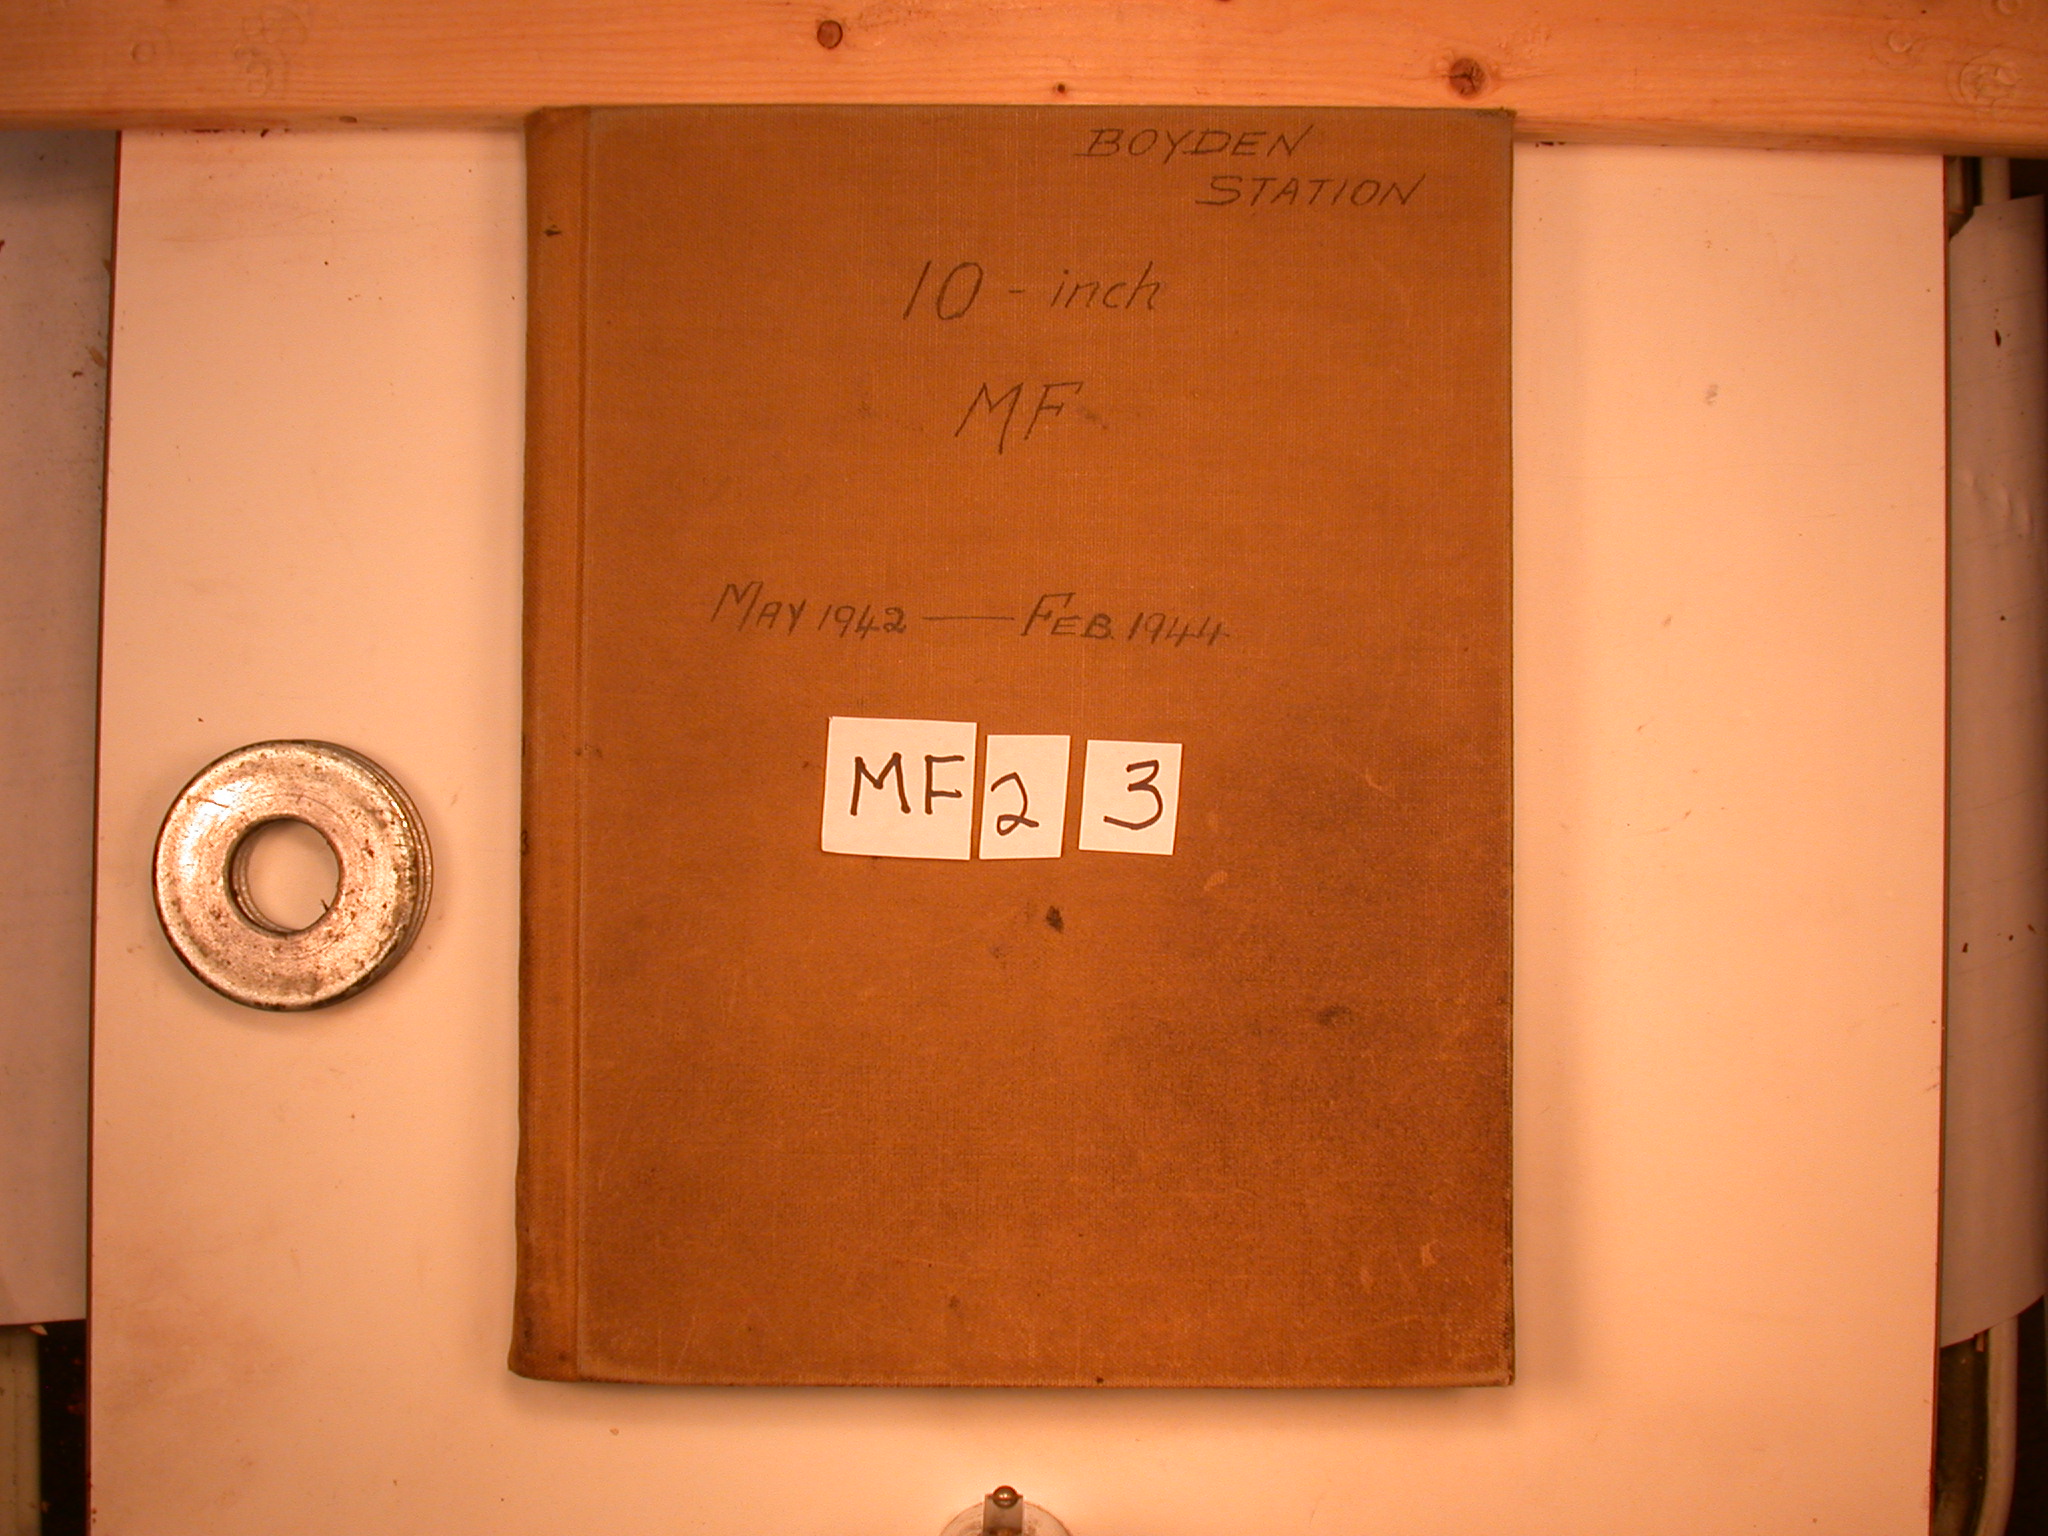 BOYDEN
STATION
10 - inch
MF
MAY 1942 — FEB. 1944
MF 2 3